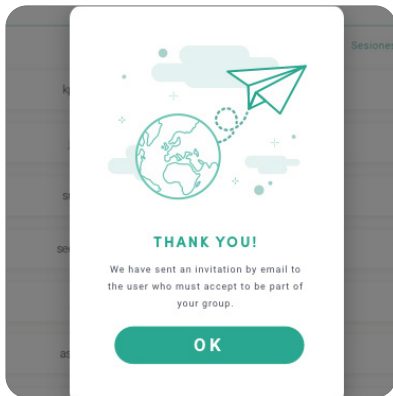 THANK YOU!
We have sent an invitation by email to
the user who must accept to be part of
your group.
OK